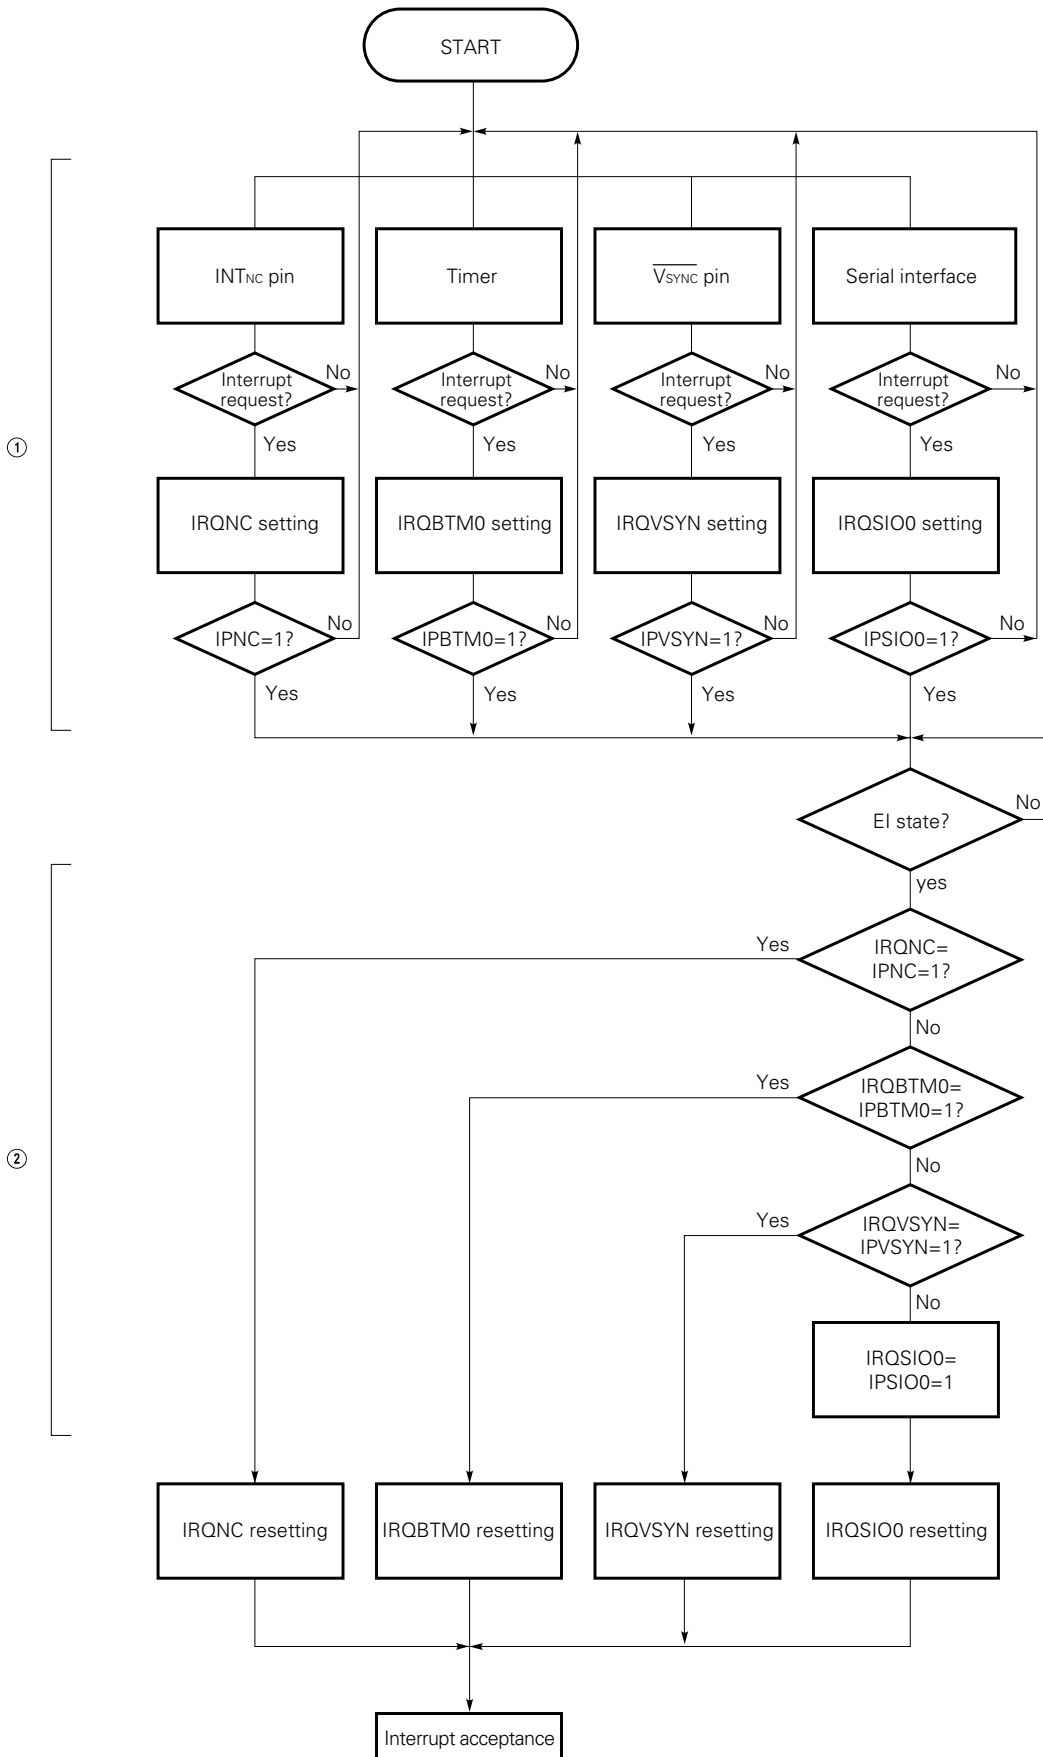 START
INTNC pin
Timer
VSYNC pin
Serial interface
Interrupt
request?
No
Interrupt
request?
No
Interrupt
request?
No
Interrupt
request?
No
①
Yes
Yes
Yes
Yes
IRQNC setting
IRQBTM0 setting
IRQVSYN setting
IRQSIO0 setting
IPNC=1?
No
IPBTM0=1?
No
IPVSYN=1?
No
IPSIO0=1?
No
Yes
Yes
Yes
Yes
EI state?
No
yes
Yes
IRQNC=
IPNC=1?
No
Yes
IRQBTM0=
IPBTM0=1?
②
No
Yes
IRQVSYN=
IPVSYN=1?
No
IRQSIO0=
IPSIO0=1
IRQNC resetting
IRQBTM0 resetting
IRQVSYN resetting
IRQSIO0 resetting
Interrupt acceptance